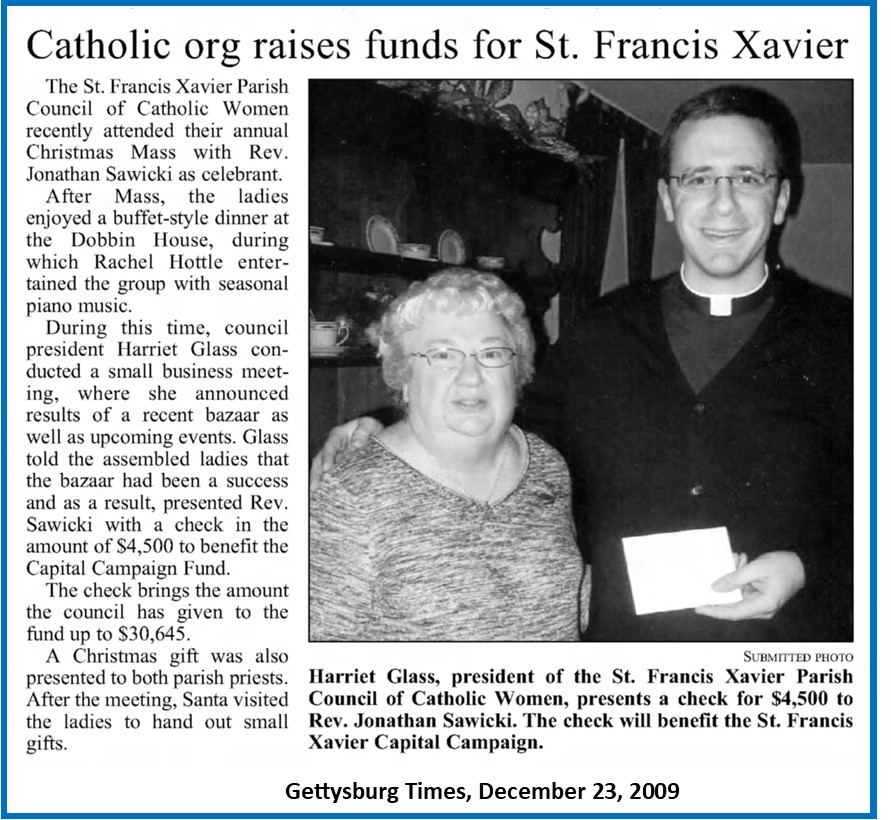 Catholic org raises funds for St. Francis Xavier
The St. Francis Xavier Parish
Council of Catholic Women
recently attended their annual
Christmas Mass with Rev.
Jonathan Sawicki as celebrant.
After Mass, the ladies
enjoyed a buffet-style dinner at
the Dobbin House, during
which Rachel Hottle enter-
tained the group with seasonal
piano music.
During this time, council
president Harriet Glass con-
ducted a small business meet-
ing, where she announced
results of a recent bazaar as
well as upcoming events. Glass
told the assembled ladies that
the bazaar had been a success
and as a result, presented Rev.
Sawicki with a check in the
amount of $4,500 to benefit the
Capital Campaign Fund.
The check brings the amount
the council has given to the
fund up to $30,645.
A Christmas gift was also
presented to both parish priests.
After the meeting, Santa visited
the ladies to hand out small
gifts.
SUBMITTED PHOTO
Harriet Glass, president of the St. Francis Xavier Parish
Council of Catholic Women, presents a check for $4,500 to
Rev. Jonathan Sawicki. The check will benefit the St. Francis
Xavier Capital Campaign.
Gettysburg Times, December 23, 2009